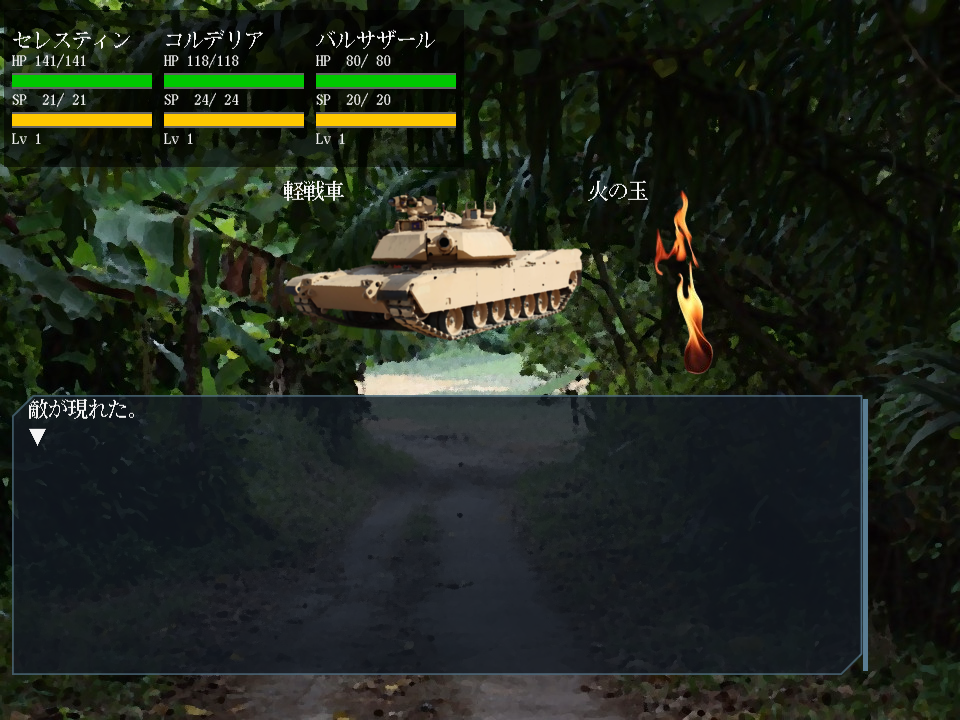 セレスティン コルデリア バルサザール
HP 141/141 HP 118/118 HP 80/ 80
SP 21/ 21 SP 24/ 24 SP 20/ 20
Lv 1 Lv 1 Lv 1
軽戦車 火の玉
敵が現れた。